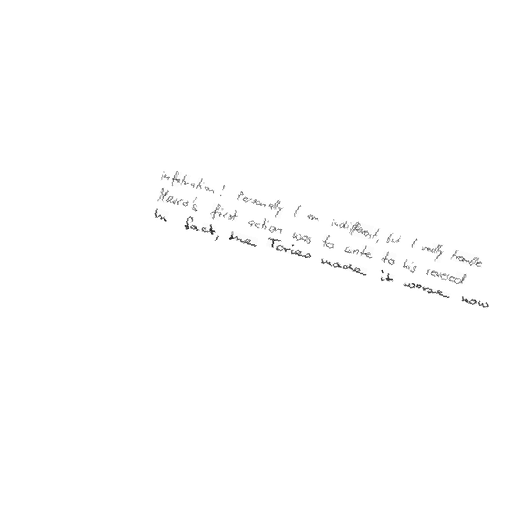 infatuation! Personally I am indifferent, but I really tremble
Marco's first action was to write to his revered
In fact, the Tories made it worse now